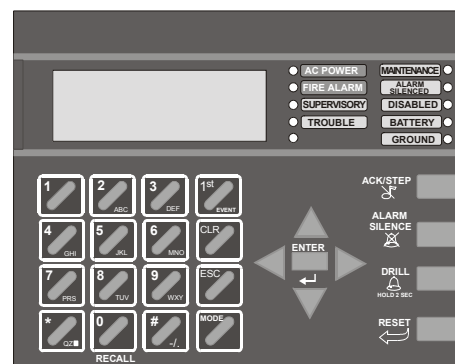 AC POWER
FIRE ALARM
SUPERVISORY
TROUBLE
MAINTENANCE
ALARM
SILENCED
DISABLED
BATTERY
GROUND
1
2 ABC
3 DEF
1st EVENT
4 GHI
5 JKL
6 MNO
CLR
7 PRS
8 TUV
9 WXY
ESC
* QZ
0
# -/.
MODE
RECALL
ENTER
ACK/STEP
ALARM
SILENCE
DRILL
HOLD 2 SEC
RESET